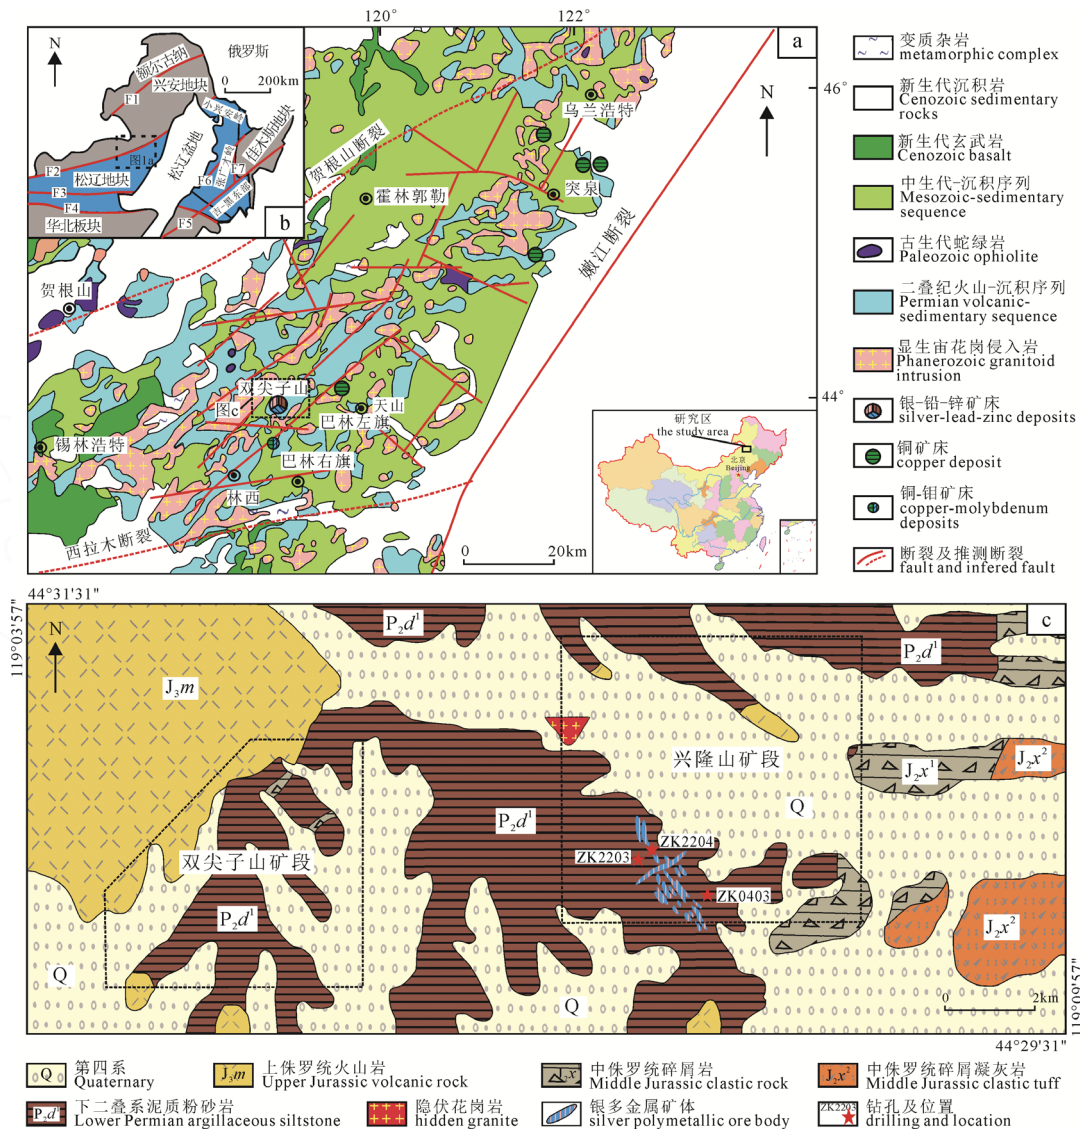 120°
122°
a
46°
44°
N
乌兰浩特
突泉
霍林郭勒
贺根山断裂
嫩江断裂
贺根山
双尖子山
图c
天山
巴林左旗
巴林右旗
锡林浩特
林西
西拉木断裂
~
0 20km
N
俄罗斯
0 200km
额尔古纳
F1
兴安地块
小兴安岭
佳木斯地块
松辽盆地
图1a
F2
松辽地块
F3
F4
华北板块
F6
张广才岭
F7
吉-黑东部
F5
b
研究区
the study area
北京
Beijing
变质杂岩
metamorphic complex
新生代沉积岩
Cenozoic sedimentary
rocks
新生代玄武岩
Cenozoic basalt
中生代-沉积序列
Mesozoic-sedimentary
sequence
古生代蛇绿岩
Paleozoic ophiolite
二叠纪火山-沉积序列
Permian volcanic-
sedimentary sequence
显生宙花岗侵入岩
Phanerozoic granitoid
intrusion
银-铅-锌矿床
silver-lead-zinc deposits
铜矿床
copper deposit
铜-钼矿床
copper-molybdenum
deposits
断裂及推测断裂
fault and infered fault
44°31′31″
119°03′57″
N
c
P₂d¹
P₂d¹
J₃m
兴隆山矿段
J₂x¹
J₂x²
P₂d¹
Q
ZK2204
ZK2203
ZK0403
双尖子山矿段
P₂d¹
J₂x²
Q
Q
0 2km
119°09′57″
44°29′31″
Q
第四系
Quaternary
J₃m
上侏罗统火山岩
Upper Jurassic volcanic rock
J₂x¹
中侏罗统碎屑岩
Middle Jurassic clastic rock
J₂x²
中侏罗统碎屑凝灰岩
Middle Jurassic clastic tuff
P₂d¹
下二叠系泥质粉砂岩
Lower Permian argillaceous siltstone
隐伏花岗岩
hidden granite
银多金属矿体
silver polymetallic ore body
ZK2203
钻孔及位置
drilling and location